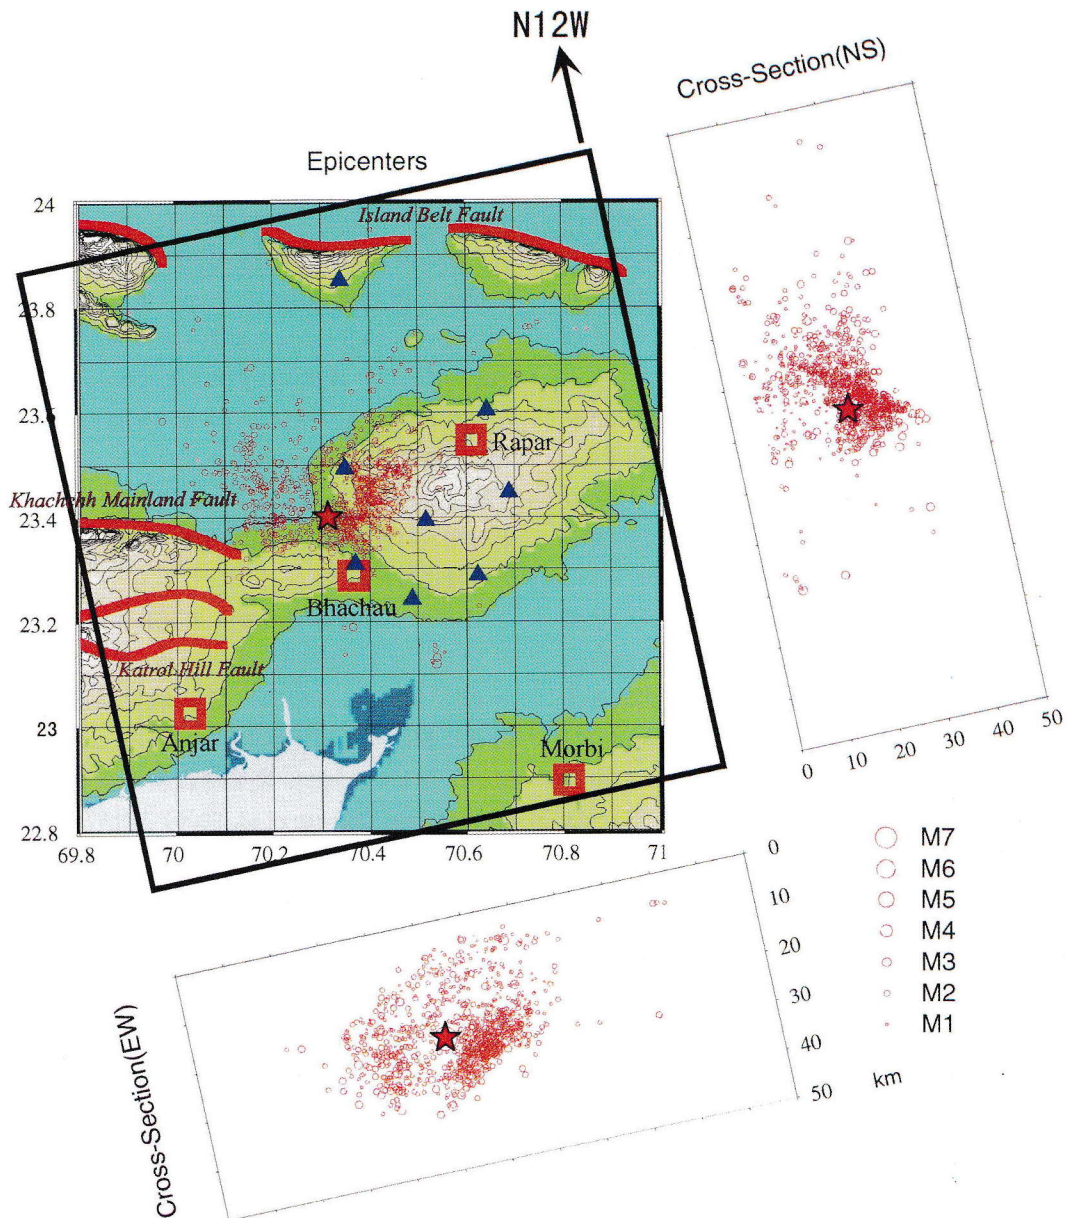 N12W
Cross-Section(NS)
Epicenters
24
Island Belt Fault
23.8
23.6
Rapar
Khachchh Mainland Fault
23.4
Bhachau
23.2
Katrol Hill Fault
23
Anjar
Morbi
22.8
69.8
70
70.2
70.4
70.6
70.8
71
0
10
20
30
40
50
0
10
20
30
40
50
km
Cross-Section(EW)
M7
M6
M5
M4
M3
M2
M1